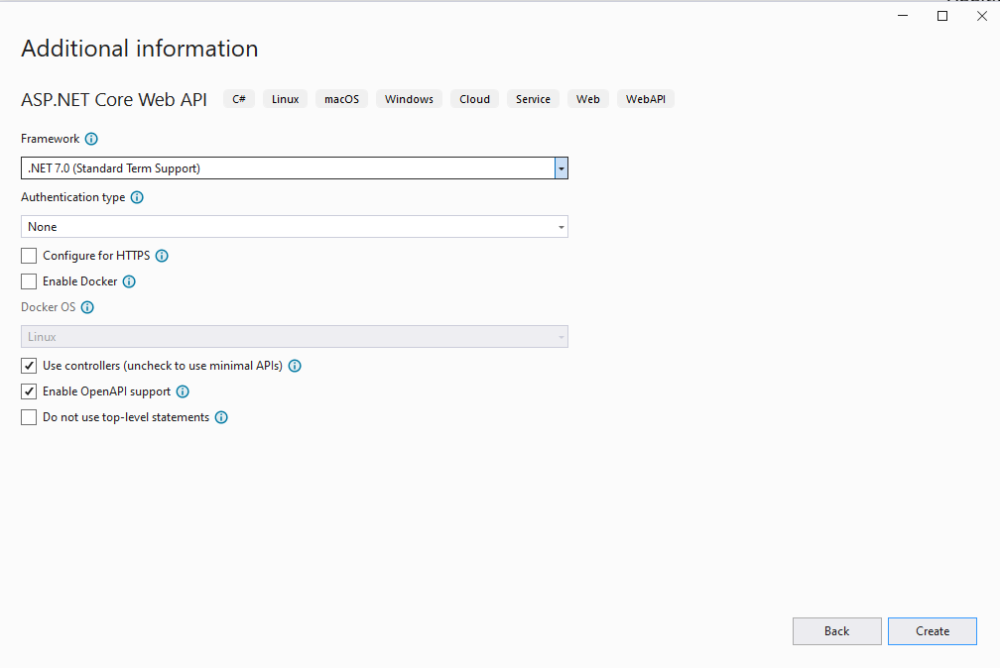 Additional information
ASP.NET Core Web API C# Linux macOS Windows Cloud Service Web WebAPI
Framework
.NET 7.0 (Standard Term Support)
Authentication type
None
Configure for HTTPS
Enable Docker
Docker OS
Linux
Use controllers (uncheck to use minimal APIs)
Enable OpenAPI support
Do not use top-level statements
Back Create